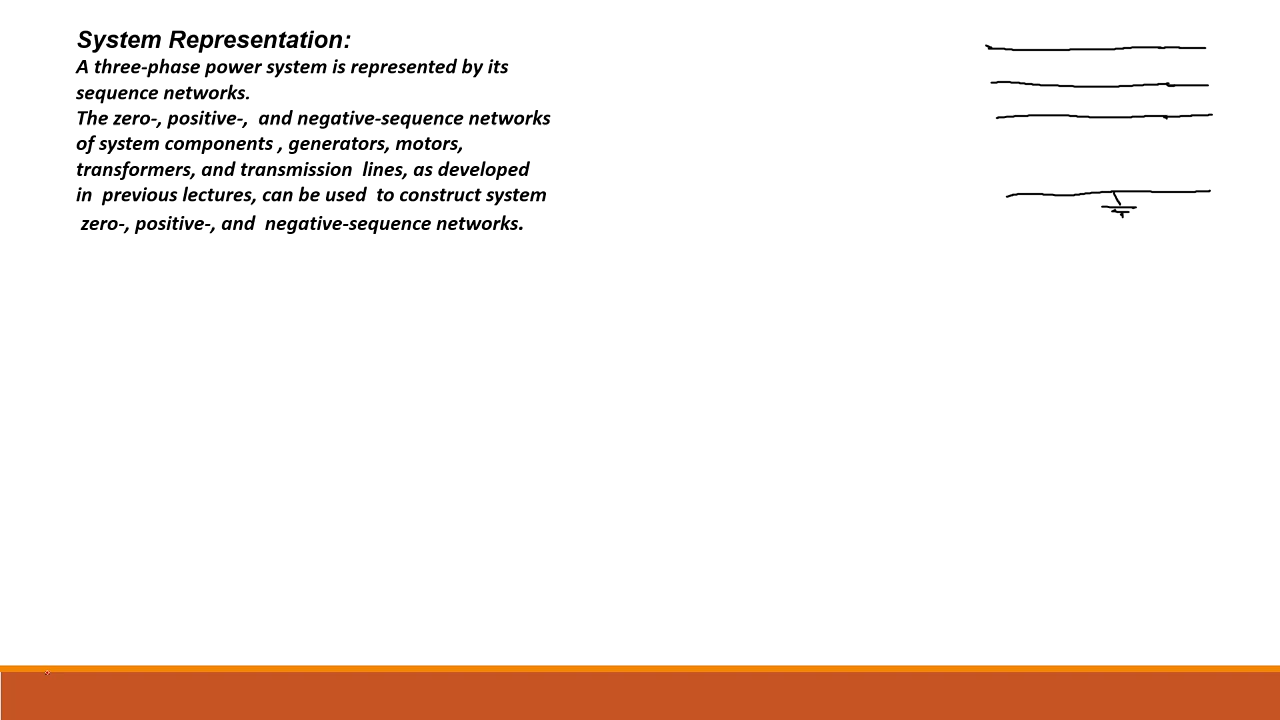 System Representation:
A three-phase power system is represented by its
sequence networks.
The zero-, positive-, and negative-sequence networks
of system components , generators, motors,
transformers, and transmission lines, as developed
in previous lectures, can be used to construct system
zero-, positive-, and negative-sequence networks.